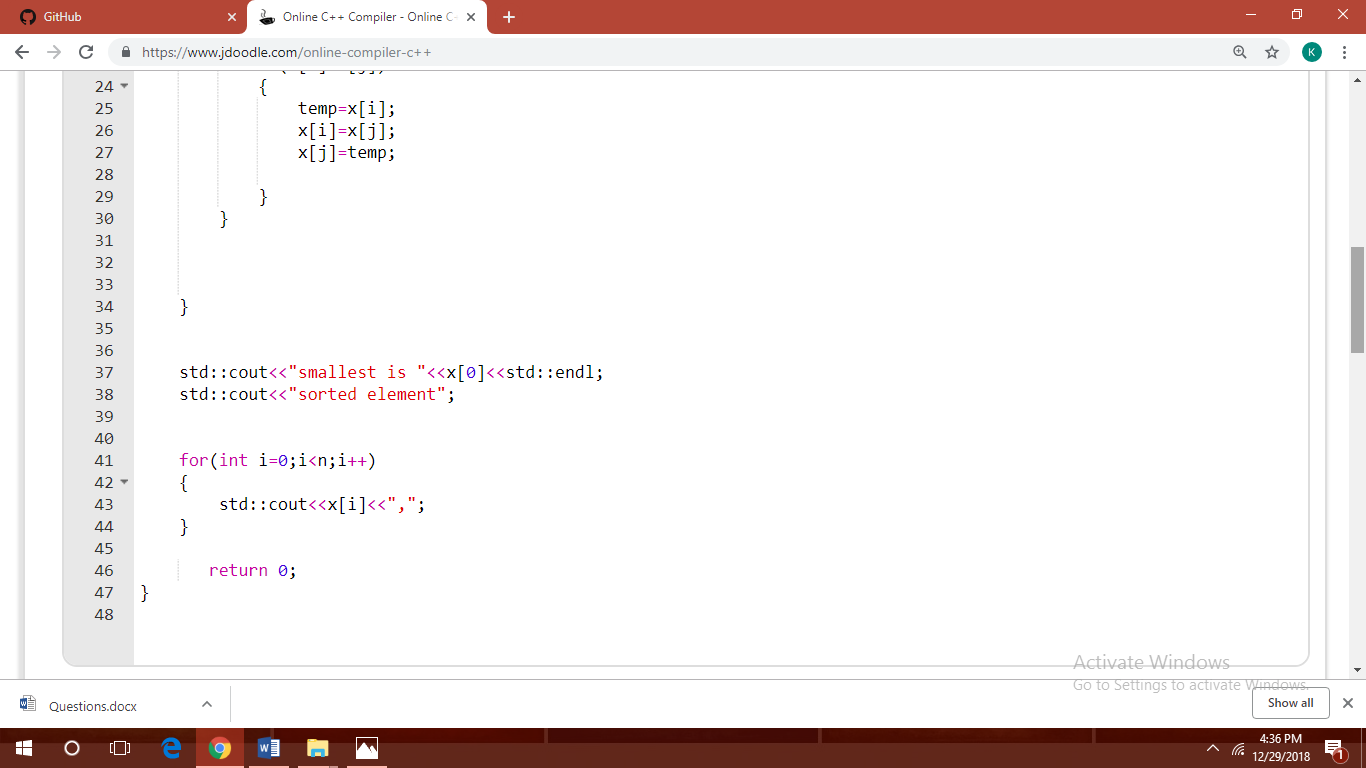 GitHub
Online C++ Compiler - Online C
https://www.jdoodle.com/online-compiler-c++
K
24 {
25 temp=x[i];
26 x[i]=x[j];
27 x[j]=temp;
28
29 }
30 }
31
32
33
34 }
35
36
37 std::cout<<"smallest is "<<x[0]<<std::endl;
38 std::cout<<"sorted element";
39
40
41 for(int i=0;i<n;i++)
42 {
43 std::cout<<x[i]<<",";
44 }
45
46 return 0;
47 }
48
Activate Windows
Go to Settings to activate Windows.
Questions.docx
Show all
4:36 PM
12/29/2018
1